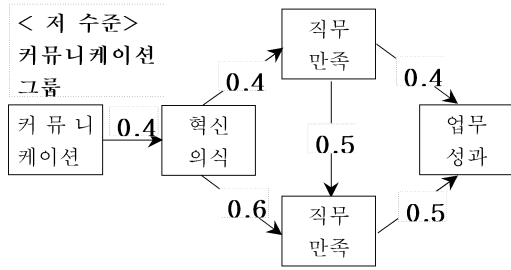 < 저 수준>
커뮤니케이션
그룹
커 뮤 니
케이션
0.4
혁신
의식
0.4
0.6
직무
만족
0.5
직무
만족
0.4
0.5
업무
성과